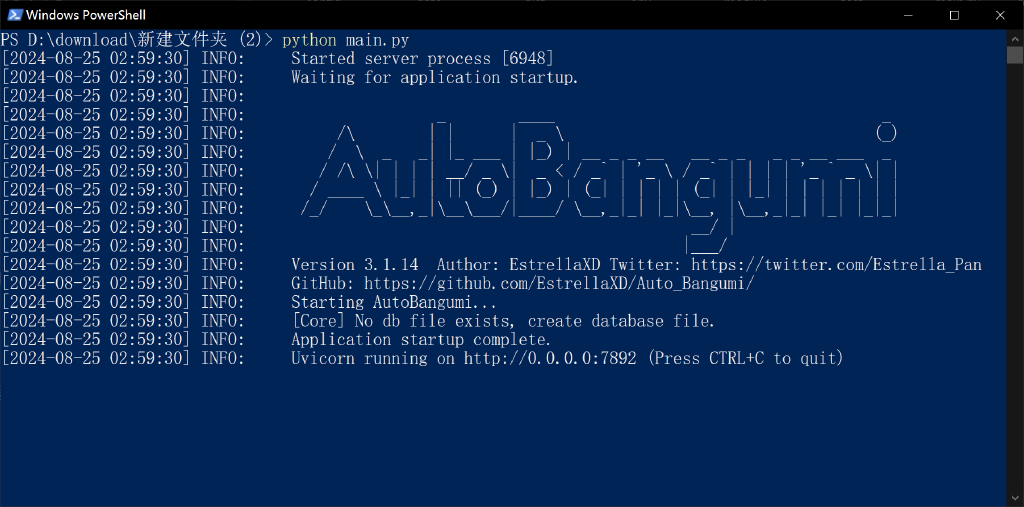 Windows PowerShell
PS D:\download\新建文件夹 (2)> python main.py
[2024-08-25 02:59:30] INFO:     Started server process [6948]
[2024-08-25 02:59:30] INFO:     Waiting for application startup.
[2024-08-25 02:59:30] INFO:
[2024-08-25 02:59:30] INFO:
[2024-08-25 02:59:30] INFO:
[2024-08-25 02:59:30] INFO:
[2024-08-25 02:59:30] INFO:     AutoBangumi
[2024-08-25 02:59:30] INFO:
[2024-08-25 02:59:30] INFO:
[2024-08-25 02:59:30] INFO:
[2024-08-25 02:59:30] INFO:
[2024-08-25 02:59:30] INFO:     Version 3.1.14  Author: EstrellaXD Twitter: https://twitter.com/Estrella_Pan
[2024-08-25 02:59:30] INFO:     GitHub: https://github.com/EstrellaXD/Auto_Bangumi/
[2024-08-25 02:59:30] INFO:     Starting AutoBangumi...
[2024-08-25 02:59:30] INFO:     [Core] No db file exists, create database file.
[2024-08-25 02:59:30] INFO:     Application startup complete.
[2024-08-25 02:59:30] INFO:     Uvicorn running on http://0.0.0.0:7892 (Press CTRL+C to quit)